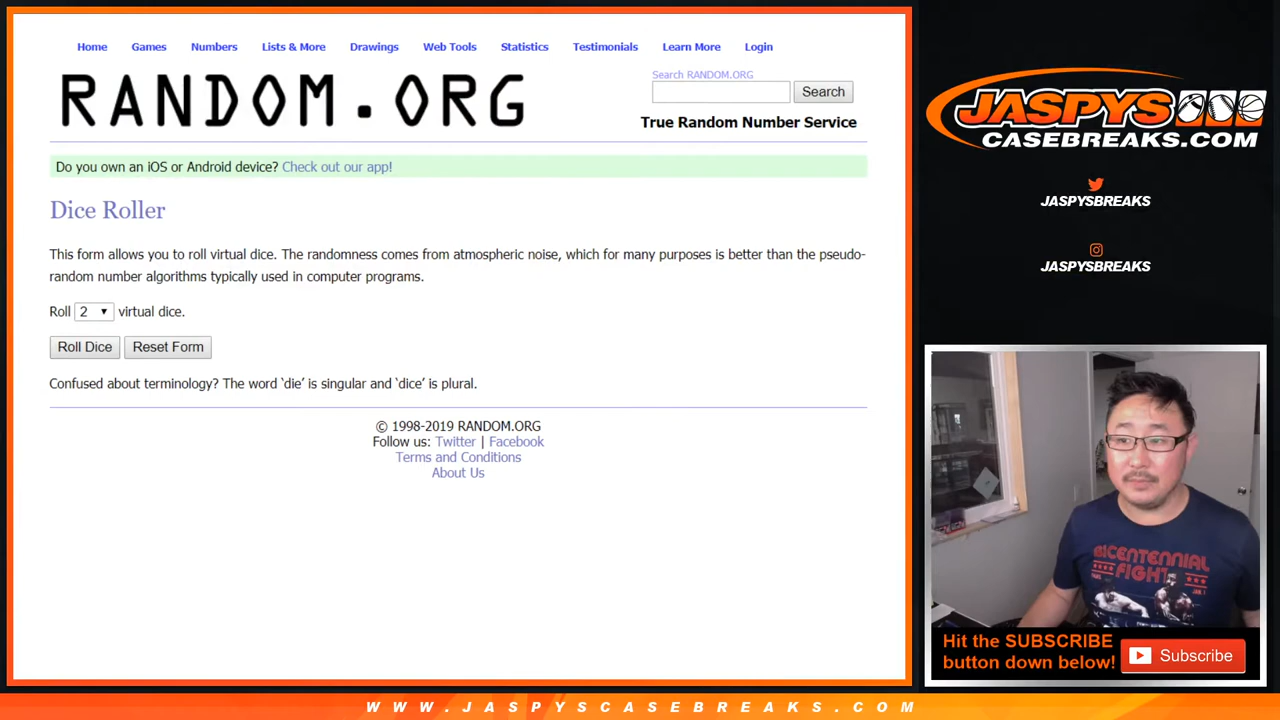 Home Games Numbers Lists & More Drawings Web Tools Statistics Testimonials Learn More Login
RANDOM.ORG
Search RANDOM.ORG
Search
True Random Number Service
Do you own an iOS or Android device? Check out our app!
Dice Roller
This form allows you to roll virtual dice. The randomness comes from atmospheric noise, which for many purposes is better than the pseudo-
random number algorithms typically used in computer programs.
Roll 2 virtual dice.
Roll Dice Reset Form
Confused about terminology? The word ‘die’ is singular and ‘dice’ is plural.
© 1998-2019 RANDOM.ORG
Follow us: Twitter | Facebook
Terms and Conditions
About Us
JASPYS
CASEBREAKS.COM
JASPYSBREAKS
JASPYSBREAKS
BICENTENNIAL
FIGHT
Hit the SUBSCRIBE
button down below!
Subscribe
WWW.JASPYSCASEBREAKS.COM